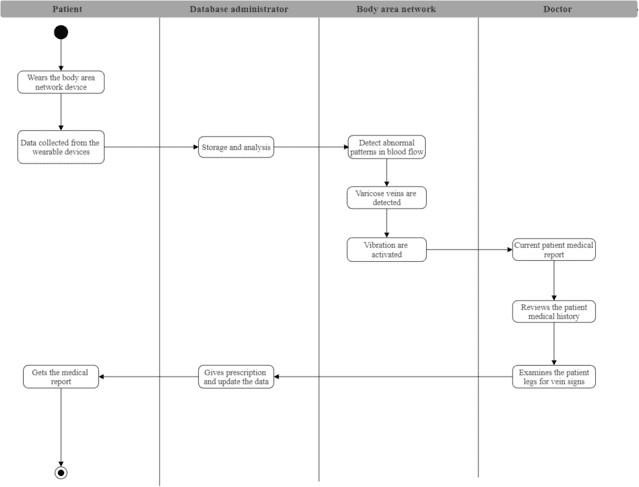 Patient
Database administrator
Body area network
Doctor
Wears the body area
network device
Data collected from the
wearable devices
Storage and analysis
Detect abnormal
patterns in blood flow
Varicose veins are
detected
Vibration are
activated
Current patient medical
report
Reviews the patient
medical history
Examines the patient
legs for vein signs
Gives prescription
and update the data
Gets the medical
report